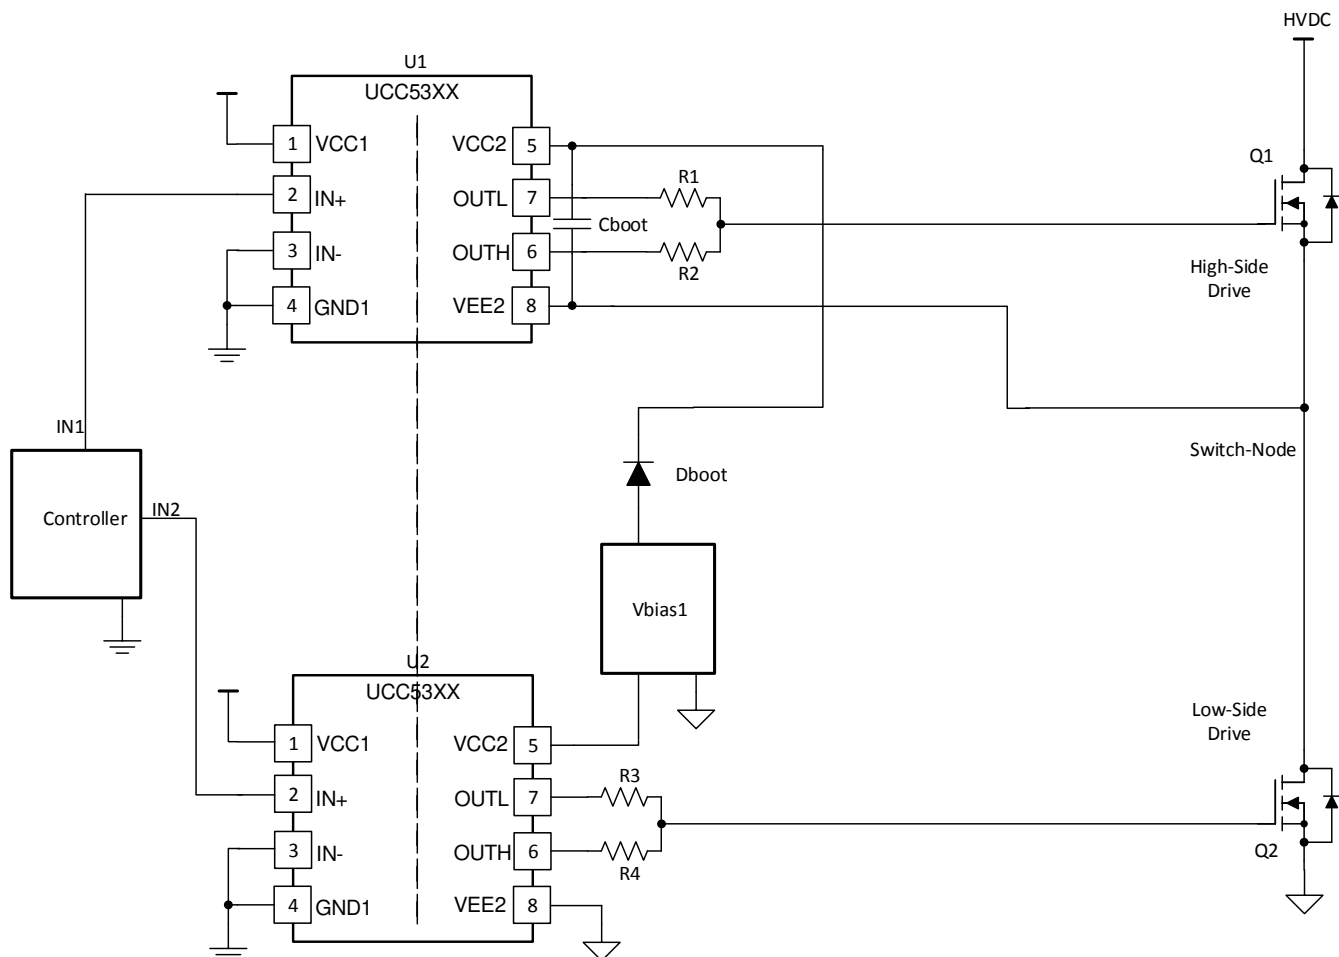 HVDC
U1
UCC53XX
1 VCC1
VCC2 5
2 IN+
OUTL 7
3 IN-
OUTH 6
4 GND1
VEE2 8
R1
R2
Cboot
Q1
High-Side
Drive
IN1
Controller
IN2
Dboot
Vbias1
Switch-Node
U2
UCC53XX
1 VCC1
VCC2 5
2 IN+
OUTL 7
3 IN-
OUTH 6
4 GND1
VEE2 8
R3
R4
Low-Side
Drive
Q2